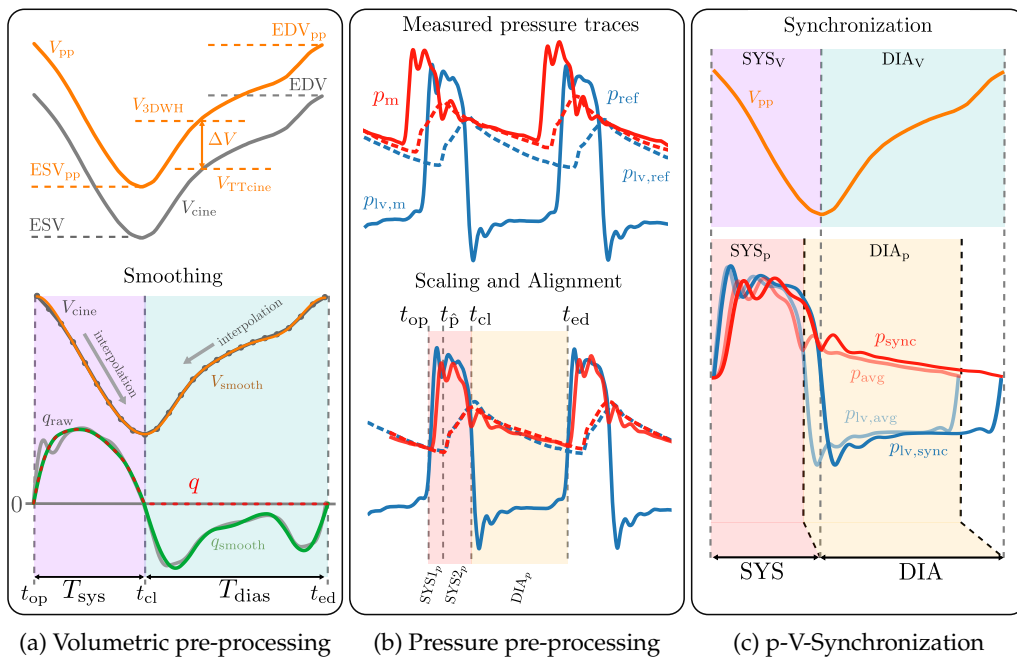 EDV_pp
V_pp
EDV
V_3DWH
ΔV
ESV_pp
V_TTcine
V_cine
ESV
Smoothing
V_cine
interpolation
interpolation
V_smooth
q_raw
q
0
q_smooth
t_op T_sys t_cl T_dias t_ed
(a) Volumetric pre-processing
Measured pressure traces
p_m
p_ref
p_lv,ref
p_lv,m
Scaling and Alignment
t_op t_p̂ t_cl t_ed
SYS1_p
SYS2_p
DIA_p
(b) Pressure pre-processing
Synchronization
SYS_V DIA_V
V_pp
SYS_p DIA_p
p_sync
p_avg
p_lv,avg
p_lv,sync
SYS DIA
(c) p-V-Synchronization